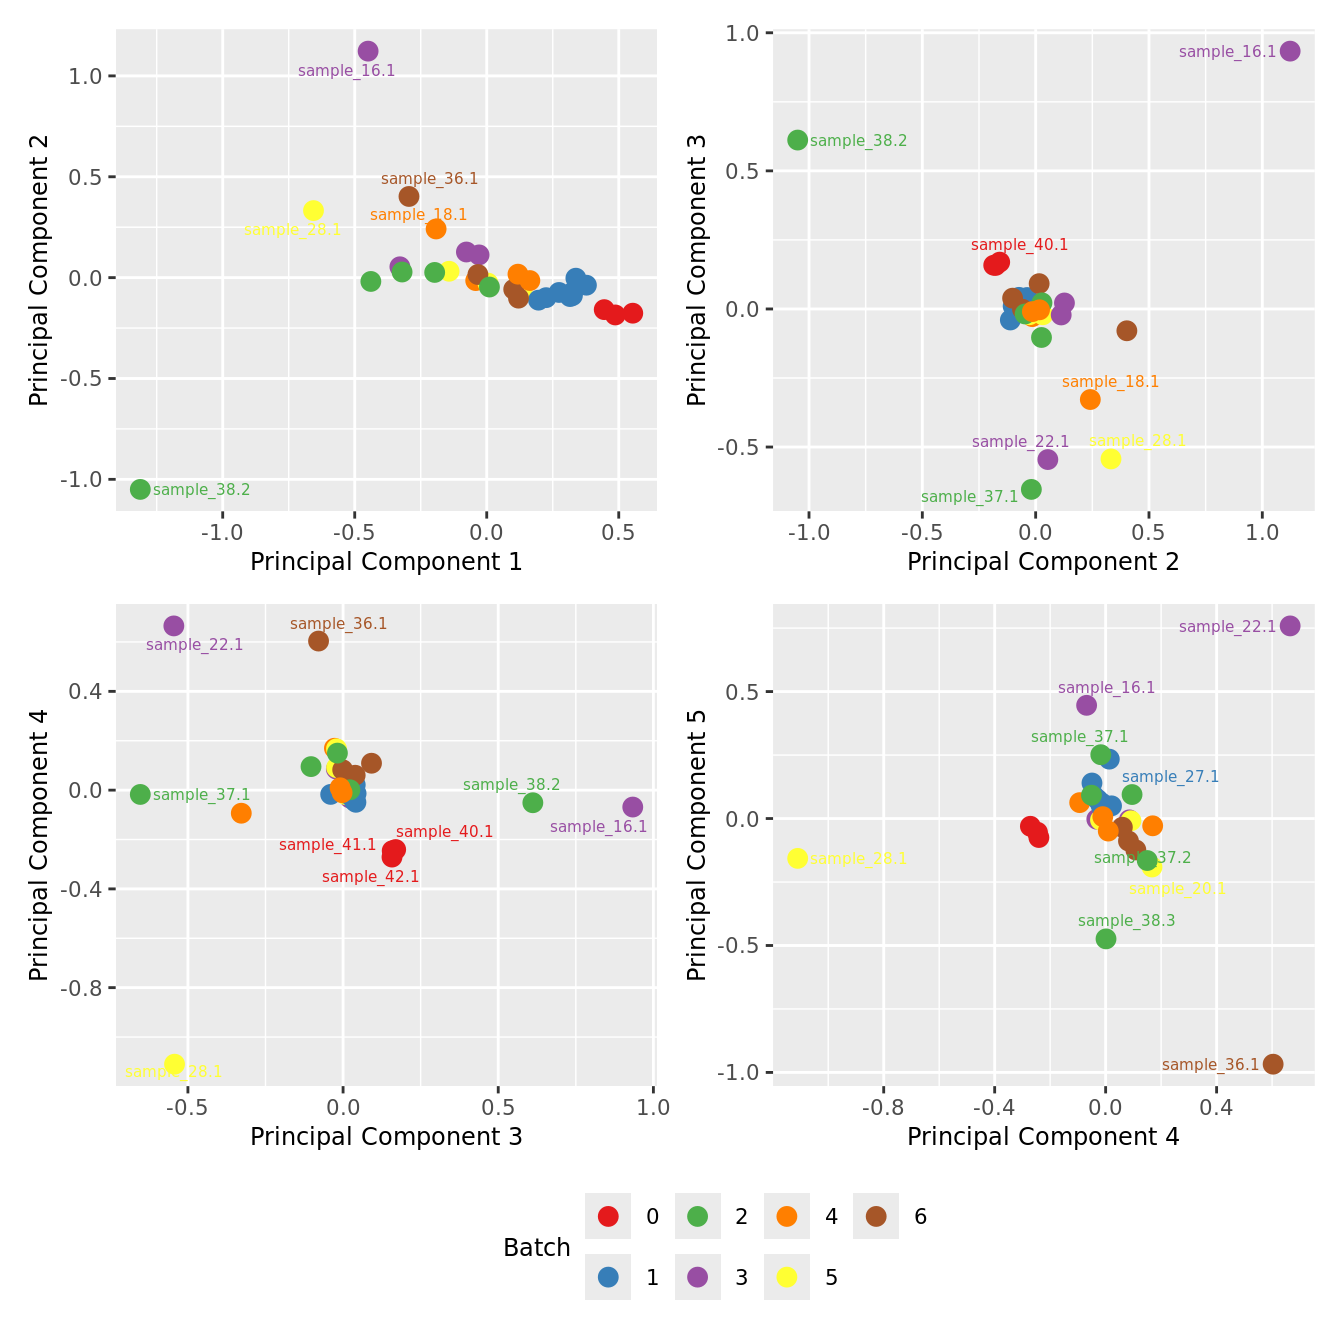 sample_16.1
sample_36.1
sample_18.1
sample_28.1
sample_38.2
1.0
0.5
0.0
-0.5
-1.0
-1.0
-0.5
0.0
0.5
Principal Component 1
Principal Component 2
sample_16.1
sample_38.2
sample_40.1
sample_18.1
sample_22.1
sample_28.1
sample_37.1
1.0
0.5
0.0
-0.5
-1.0
-0.5
0.0
0.5
1.0
Principal Component 2
Principal Component 3
sample_36.1
sample_22.1
sample_38.2
sample_37.1
sample_16.1
sample_40.1
sample_41.1
sample_42.1
sample_28.1
0.4
0.0
-0.4
-0.8
-0.5
0.0
0.5
1.0
Principal Component 3
Principal Component 4
sample_22.1
sample_16.1
sample_37.1
sample_27.1
sample_28.1
sample_37.2
sample_20.1
sample_38.3
sample_36.1
0.5
0.0
-0.5
-1.0
-0.8
-0.4
0.0
0.4
Principal Component 4
Principal Component 5
Batch
0
2
4
6
1
3
5